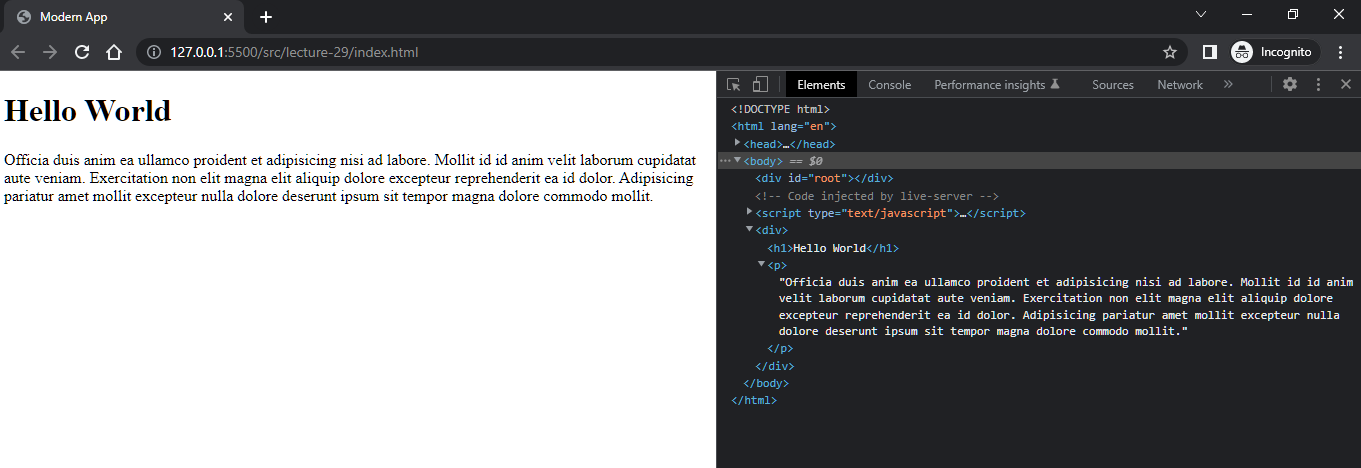 Modern App
127.0.0.1:5500/src/lecture-29/index.html
Incognito
Hello World
Officia duis anim ea ullamco proident et adipisicing nisi ad labore. Mollit id id anim velit laborum cupidatat
aute veniam. Exercitation non elit magna elit aliquip dolore excepteur reprehenderit ea id dolor. Adipisicing
pariatur amet mollit excepteur nulla dolore deserunt ipsum sit tempor magna dolore commodo mollit.
Elements Console Performance insights Sources Network »
<!DOCTYPE html>
<html lang="en">
<head>…</head>
<body> == $0
<div id="root"></div>
<!-- Code injected by live-server -->
<script type="text/javascript">…</script>
<div>
<h1>Hello World</h1>
<p>
"Officia duis anim ea ullamco proident et adipisicing nisi ad labore. Mollit id id anim
velit laborum cupidatat aute veniam. Exercitation non elit magna elit aliquip dolore
excepteur reprehenderit ea id dolor. Adipisicing pariatur amet mollit excepteur nulla
dolore deserunt ipsum sit tempor magna dolore commodo mollit."
</p>
</div>
</body>
</html>